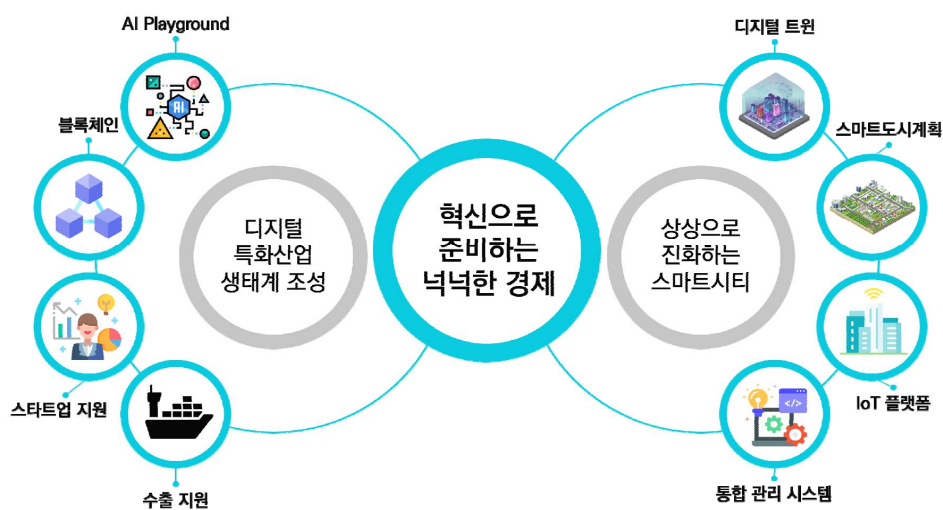 AI Playground
블록체인
스타트업 지원
수출 지원
AI
디지털
특화산업
생태계 조성
혁신으로
준비하는
넉넉한 경제
상상으로
진화하는
스마트시티
디지털 트윈
스마트도시계획
IoT 플랫폼
</>
통합 관리 시스템